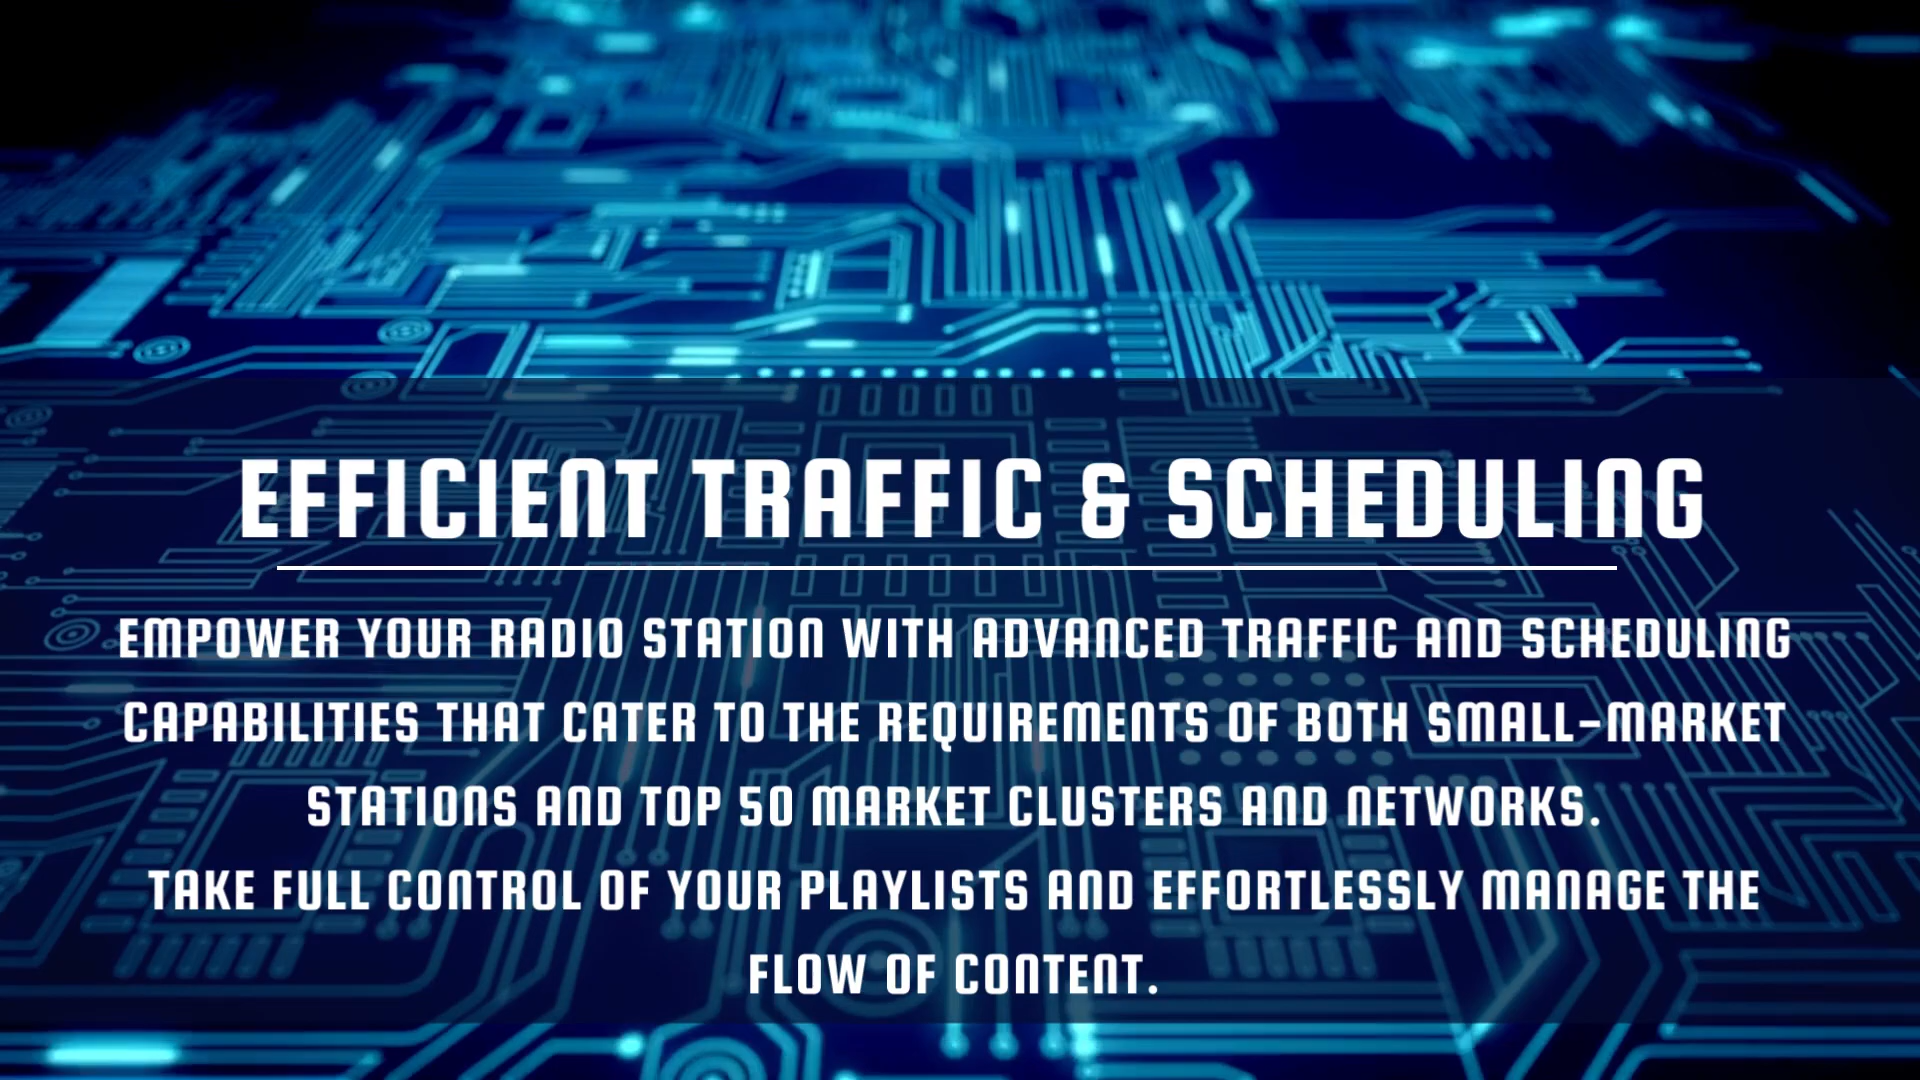 EFFICIENT TRAFFIC & SCHEDULING
EMPOWER YOUR RADIO STATION WITH ADVANCED TRAFFIC AND SCHEDULING
CAPABILITIES THAT CATER TO THE REQUIREMENTS OF BOTH SMALL-MARKET
STATIONS AND TOP 50 MARKET CLUSTERS AND NETWORKS.
TAKE FULL CONTROL OF YOUR PLAYLISTS AND EFFORTLESSLY MANAGE THE
FLOW OF CONTENT.